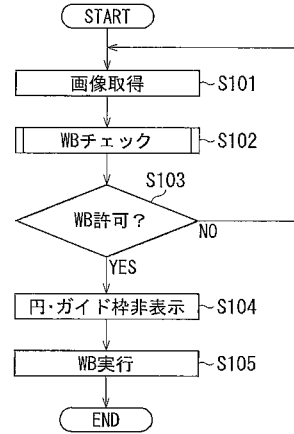 START
画像取得 S101
WBチェック S102
S103
WB許可?
NO
YES
円・ガイド枠非表示 S104
WB実行 S105
END